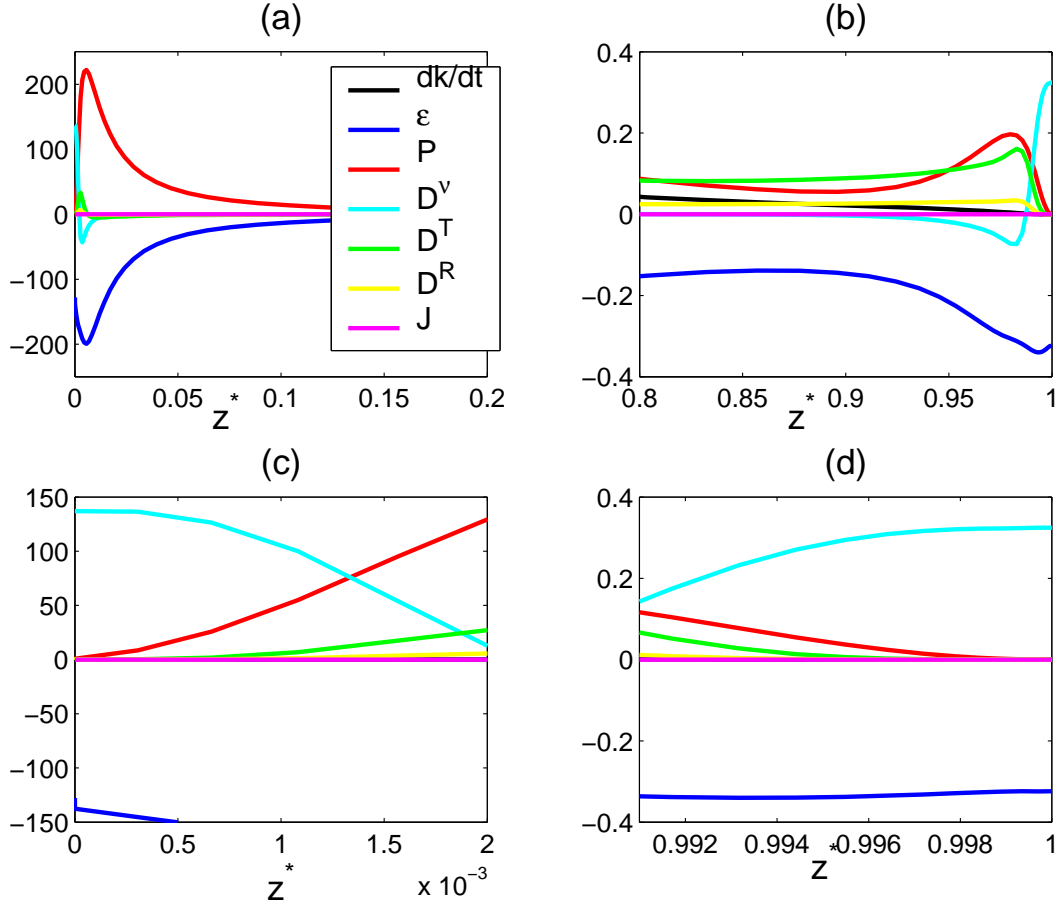 (a)
200
100
0
−100
−200
0
0.05
0.1
0.15
0.2
z*
dk/dt
ε
P
D^ν
D^T
D^R
J
(b)
0.4
0.2
0
−0.2
−0.4
0.8
0.85
0.9
0.95
1
z*
(c)
150
100
50
0
−50
−100
−150
0
0.5
1
1.5
2
z*
x 10^−3
(d)
0.4
0.2
0
−0.2
−0.4
0.992
0.994
0.996
0.998
1
z*